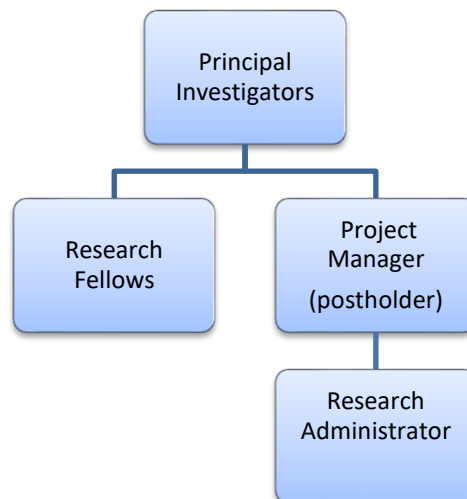 Principal
Investigators
Research
Fellows
Project
Manager
(postholder)
Research
Administrator